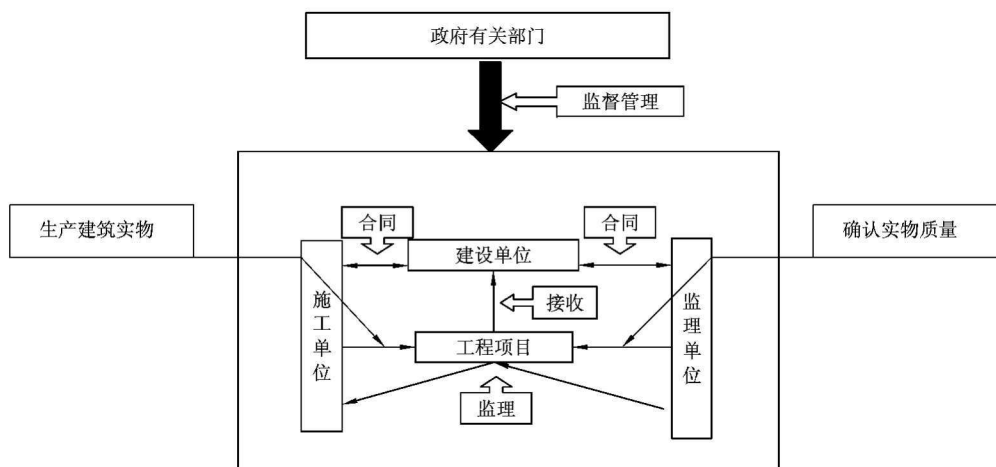 政府有关部门
监督管理
生产建筑实物
确认实物质量
合同
合同
建设单位
施工单位
监理单位
接收
工程项目
监理